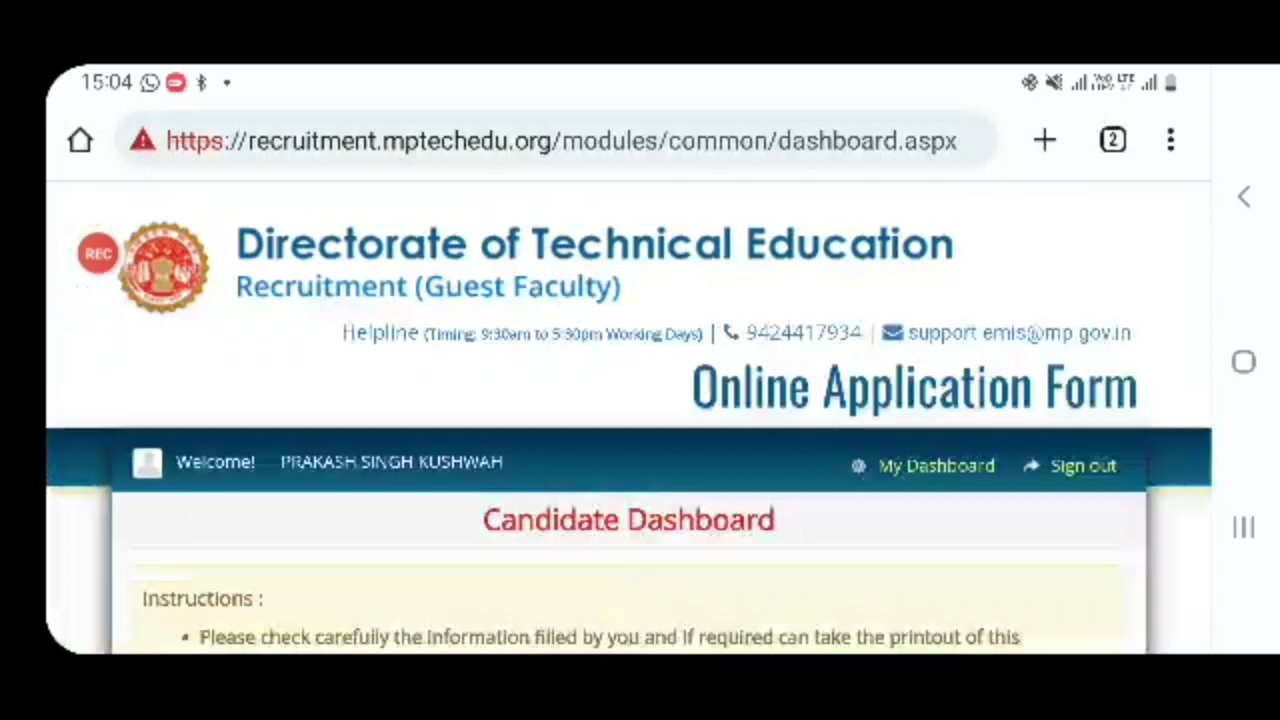 15:04
https://recruitment.mptechedu.org/modules/common/dashboard.aspx
2
REC
Directorate of Technical Education
Recruitment (Guest Faculty)
Helpline (Timing: 9:30am to 5:30pm Working Days) | 9424417934 | support emis@mp gov.in
Online Application Form
Welcome! PRAKASH SINGH KUSHWAH My Dashboard Sign out
Candidate Dashboard
Instructions :
• Please check carefully the information filled by you and if required can take the printout of this